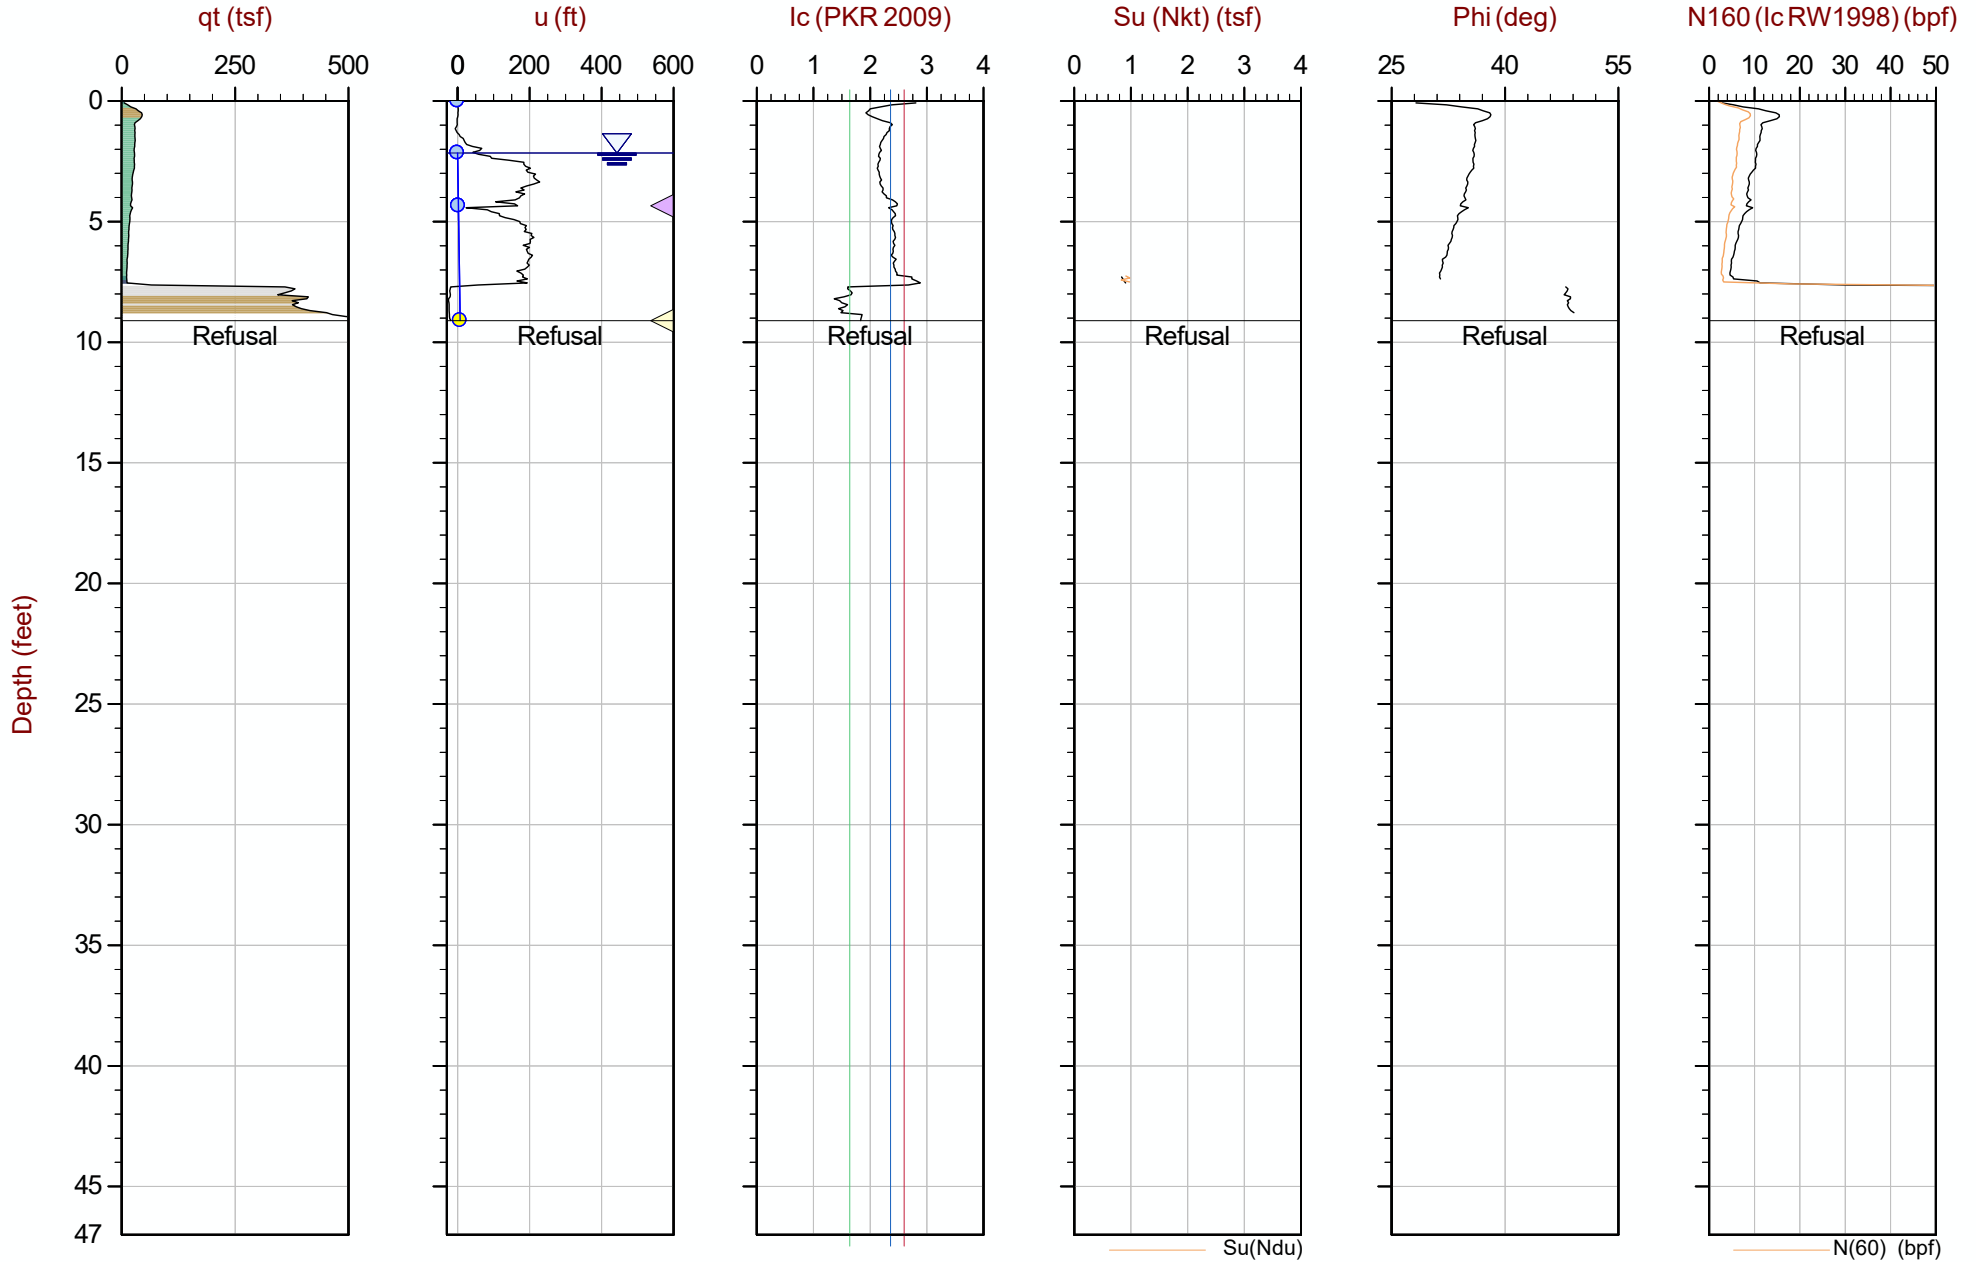 qt (tsf) u (ft) Ic (PKR 2009) Su (Nkt) (tsf) Phi (deg) N160 (Ic RW1998) (bpf)
0 250 500 0 200 400 600 0 1 2 3 4 0 1 2 3 4 25 40 55 0 10 20 30 40 50
0
5
Refusal Refusal Refusal Refusal Refusal Refusal
10
15
20
25
30
35
40
45
47
Depth (feet)
Su(Ndu) N(60) (bpf)